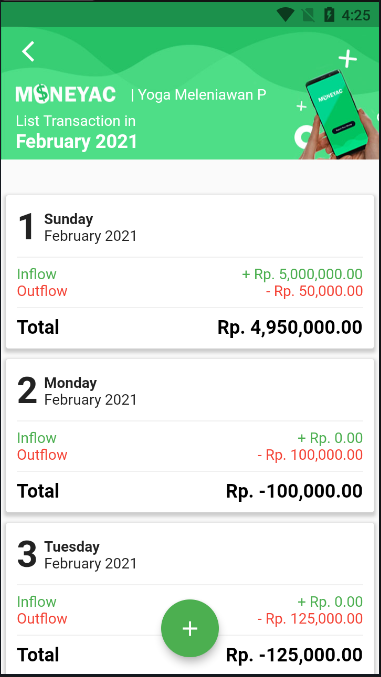 4:25
M$NEYAC | Yoga Meleniawan P
List Transaction in
February 2021
MONEYAC
1 Sunday
February 2021
Inflow + Rp. 5,000,000.00
Outflow - Rp. 50,000.00
Total Rp. 4,950,000.00
2 Monday
February 2021
Inflow + Rp. 0.00
Outflow - Rp. 100,000.00
Total Rp. -100,000.00
3 Tuesday
February 2021
Inflow + Rp. 0.00
Outflow - Rp. 125,000.00
+
Total Rp. -125,000.00